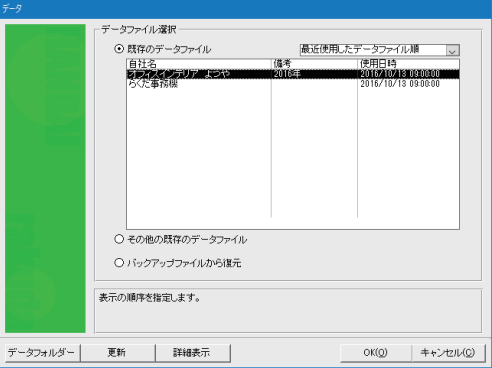 データ
データファイル選択
既存のデータファイル
最近使用したデータファイル順
自社名 備考 使用日時
オフィスインテリア よつや 2016年 2016/10/13 09:00:00
らくだ事務機 2016/10/13 09:00:00
その他の既存のデータファイル
バックアップファイルから復元
表示の順序を指定します。
データフォルダー 更新 詳細表示 OK(O) キャンセル(C)